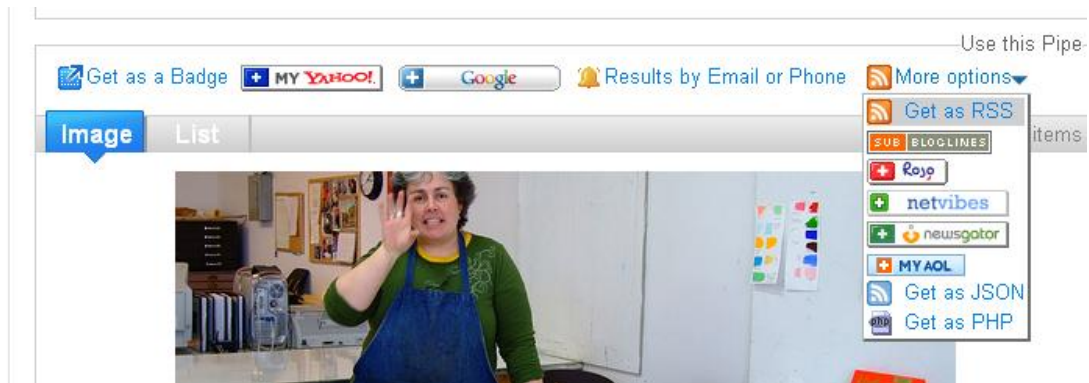 Use this Pipe
Get as a Badge MY YAHOO! Google Results by Email or Phone More options
Image List items
Get as RSS
SUB BLOGLINES
Rojo
netvibes
newsgator
MY AOL
Get as JSON
php Get as PHP